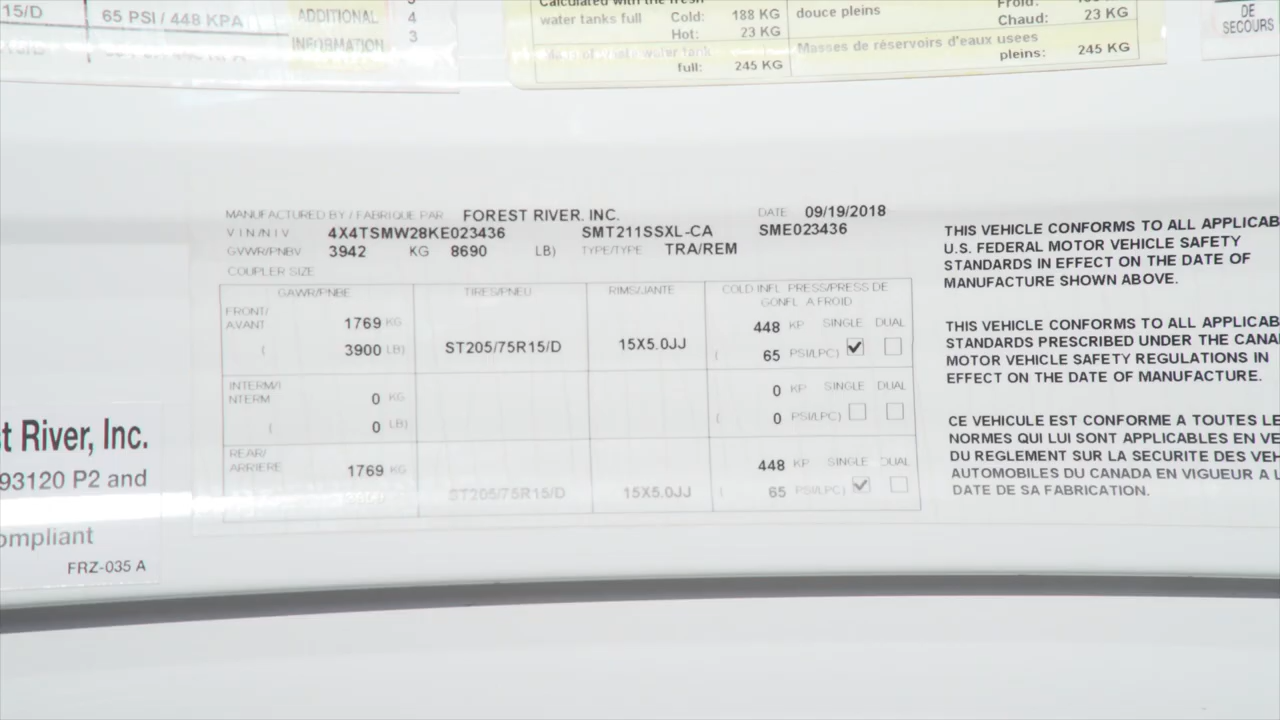 15/D 65 PSI / 448 KPA
ADDITIONAL
INFORMATION
4
3
water tanks full Cold: 188 KG
Hot: 23 KG
full: 245 KG
douce pleins
Chaud: 23 KG
Masses de réservoirs d'eaux usees
pleins: 245 KG
DE
SECOURS
MANUFACTURED BY / FABRIQUE PAR FOREST RIVER. INC. DATE 09/19/2018
VIN/NIV 4X4TSMW28KE023436 SMT211SSXL-CA SME023436
GVWR/PNBV 3942 KG 8690 LB) TYPE/TYPE TRA/REM
COUPLER SIZE
GAWR/PNBE TIRES/PNEU RIMS/JANTE COLD INFL PRESS/PRESS DE
GONFL A FROID
FRONT/
AVANT 1769 KG 448 KP SINGLE DUAL
( 3900 LB) ST205/75R15/D 15X5.0JJ ( 65 PSI/LPC)
INTERM/I
NTERM 0 KG 0 KP SINGLE DUAL
( 0 LB) ( 0 PSI/LPC)
REAR/
ARRIERE 1769 KG 448 KP SINGLE DUAL
ST205/75R15/D 15X5.0JJ ( 65 PSI/LPC)
THIS VEHICLE CONFORMS TO ALL APPLICAB
U.S. FEDERAL MOTOR VEHICLE SAFETY
STANDARDS IN EFFECT ON THE DATE OF
MANUFACTURE SHOWN ABOVE.
THIS VEHICLE CONFORMS TO ALL APPLICAB
STANDARDS PRESCRIBED UNDER THE CANA
MOTOR VEHICLE SAFETY REGULATIONS IN
EFFECT ON THE DATE OF MANUFACTURE.
CE VEHICULE EST CONFORME A TOUTES LE
NORMES QUI LUI SONT APPLICABLES EN VE
DU REGLEMENT SUR LA SECURITE DES VEH
AUTOMOBILES DU CANADA EN VIGUEUR A L
DATE DE SA FABRICATION.
t River, Inc.
93120 P2 and
ompliant
FRZ-035 A